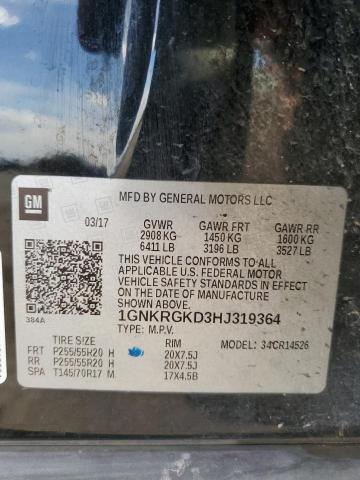 GM
MFD BY GENERAL MOTORS LLC
03/17 GVWR GAWR FRT GAWR RR
2908 KG 1450 KG 1600 KG
6411 LB 3196 LB 3527 LB
THIS VEHICLE CONFORMS TO ALL
APPLICABLE U.S. FEDERAL MOTOR
VEHICLE SAFETY AND THEFT PREVENTION
STANDARDS IN EFFECT ON THE DATE OF
MANUFACTURE SHOWN ABOVE.
384A 1GNKRGKD3HJ319364
TYPE: M.P.V. MODEL: 34CR14526
TIRE SIZE RIM
FRT P255/55R20 H 20X7.5J
RR P255/55R20 H 20X7.5J
SPA T145/70R17 M 17X4.5B